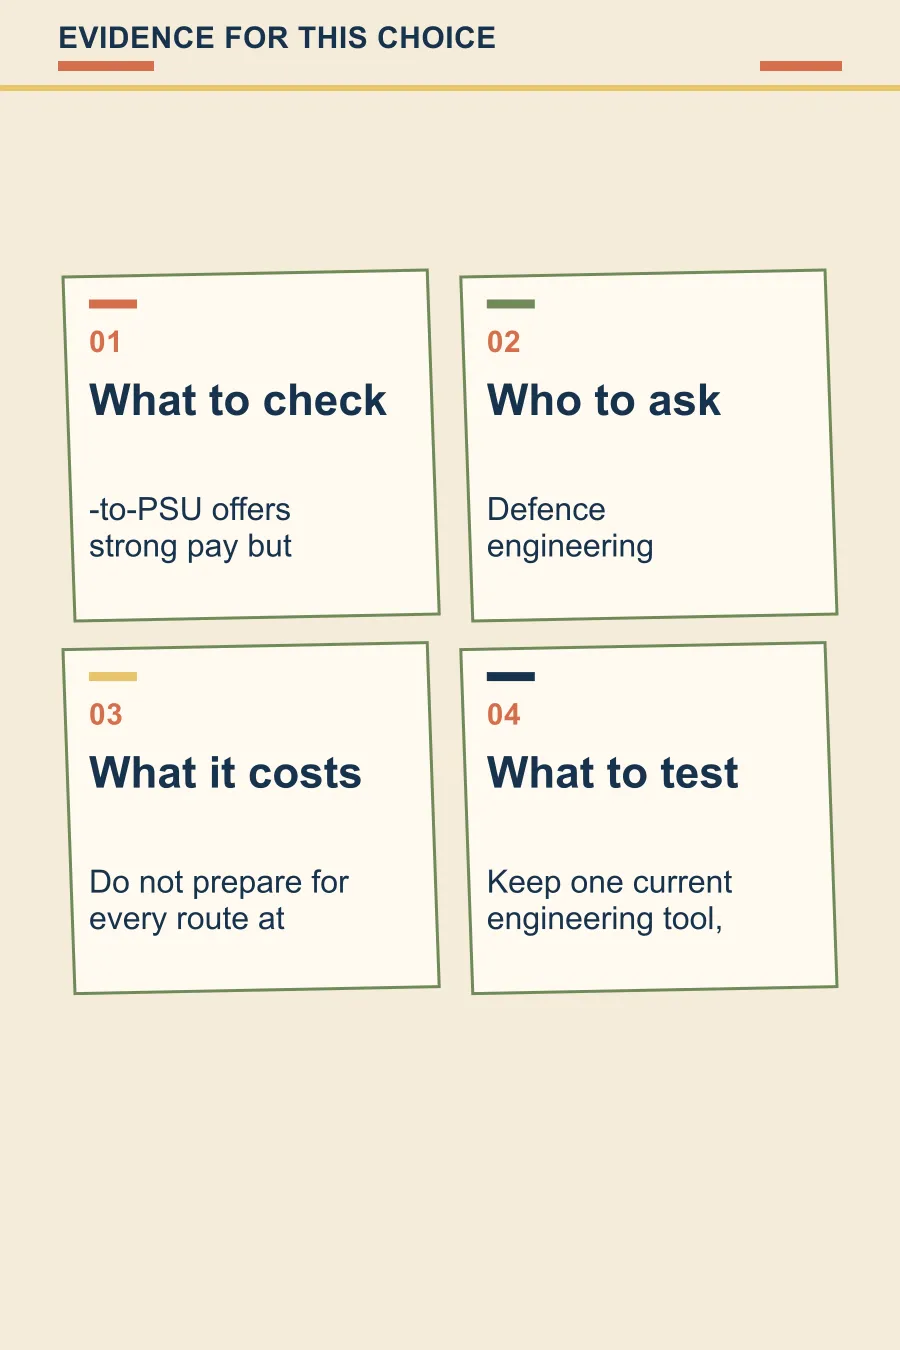 EVIDENCE FOR THIS CHOICE
01
What to check
-to-PSU offers
strong pay but
02
Who to ask
Defence
engineering
03
What it costs
Do not prepare for
every route at
04
What to test
Keep one current
engineering tool,